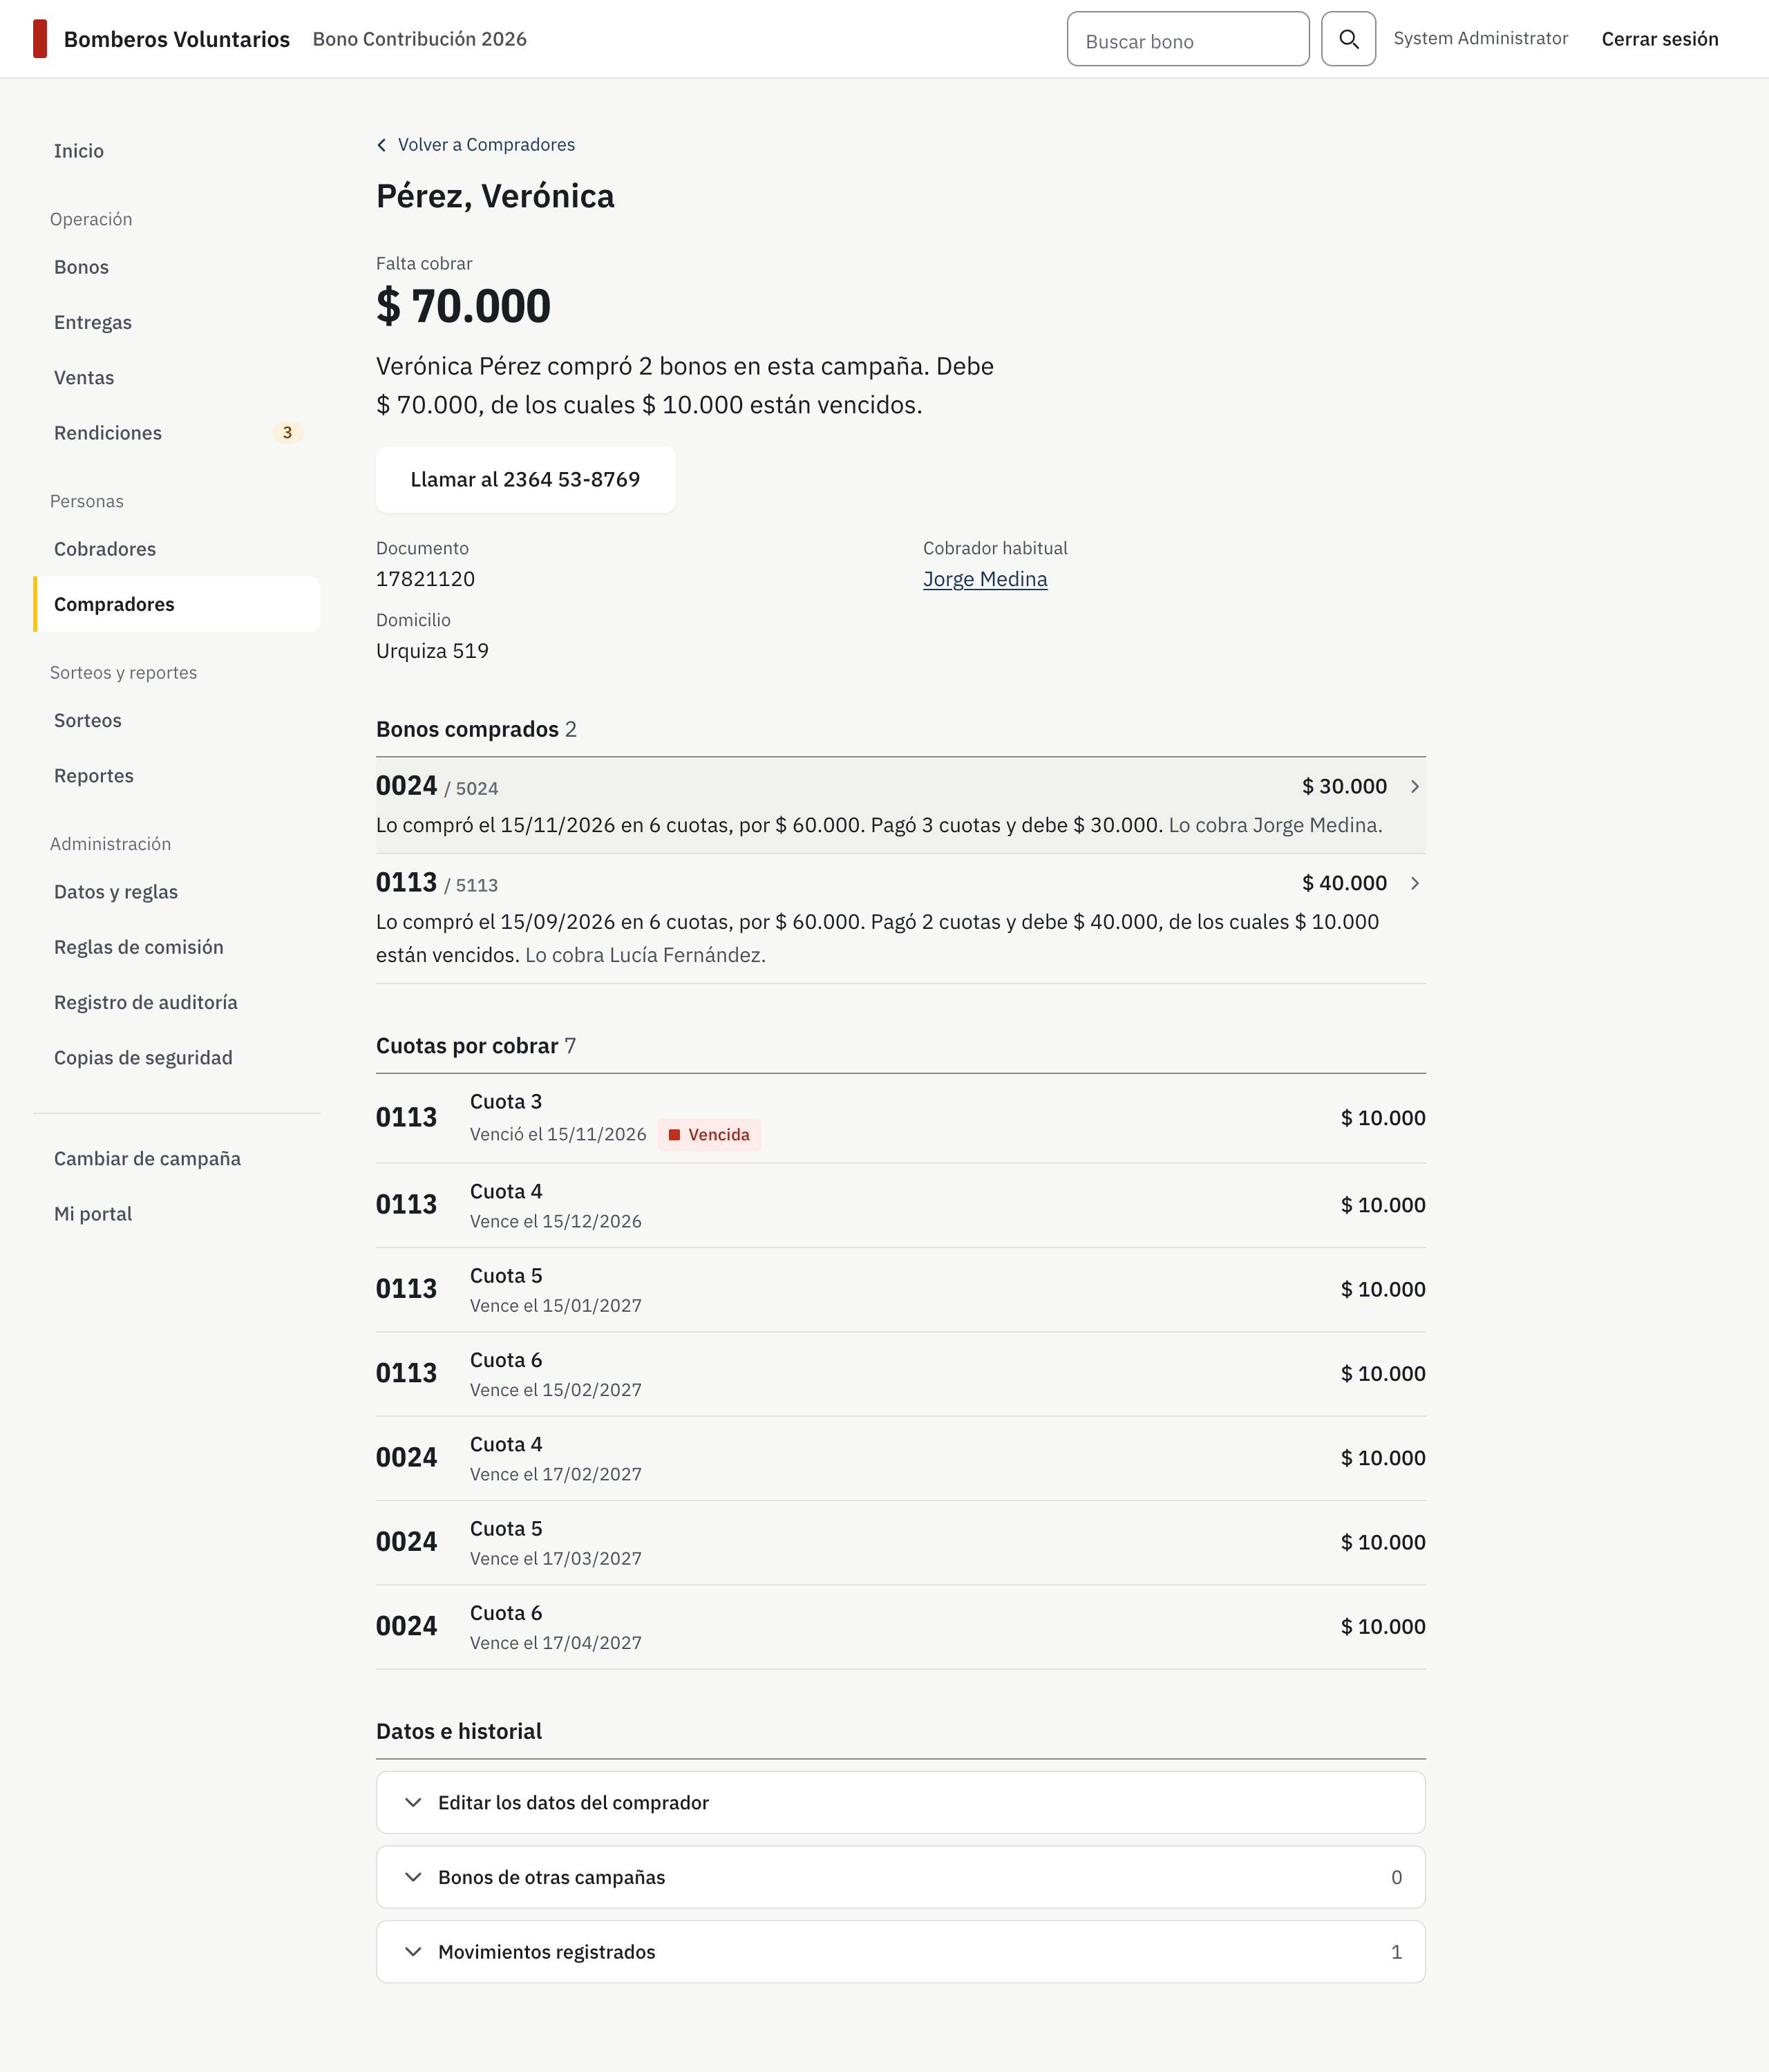 Bomberos Voluntarios Bono Contribución 2026 Buscar bono System Administrator Cerrar sesión
Inicio
Operación
Bonos
Entregas
Ventas
Rendiciones 3
Personas
Cobradores
Compradores
Sorteos y reportes
Sorteos
Reportes
Administración
Datos y reglas
Reglas de comisión
Registro de auditoría
Copias de seguridad
Cambiar de campaña
Mi portal
Volver a Compradores
Pérez, Verónica
Falta cobrar
$ 70.000
Verónica Pérez compró 2 bonos en esta campaña. Debe
$ 70.000, de los cuales $ 10.000 están vencidos.
Llamar al 2364 53-8769
Documento
17821120
Cobrador habitual
Jorge Medina
Domicilio
Urquiza 519
Bonos comprados 2
0024 / 5024 $ 30.000
Lo compró el 15/11/2026 en 6 cuotas, por $ 60.000. Pagó 3 cuotas y debe $ 30.000. Lo cobra Jorge Medina.
0113 / 5113 $ 40.000
Lo compró el 15/09/2026 en 6 cuotas, por $ 60.000. Pagó 2 cuotas y debe $ 40.000, de los cuales $ 10.000
están vencidos. Lo cobra Lucía Fernández.
Cuotas por cobrar 7
0113 Cuota 3 $ 10.000
Venció el 15/11/2026 Vencida
0113 Cuota 4 $ 10.000
Vence el 15/12/2026
0113 Cuota 5 $ 10.000
Vence el 15/01/2027
0113 Cuota 6 $ 10.000
Vence el 15/02/2027
0024 Cuota 4 $ 10.000
Vence el 17/02/2027
0024 Cuota 5 $ 10.000
Vence el 17/03/2027
0024 Cuota 6 $ 10.000
Vence el 17/04/2027
Datos e historial
Editar los datos del comprador
Bonos de otras campañas 0
Movimientos registrados 1